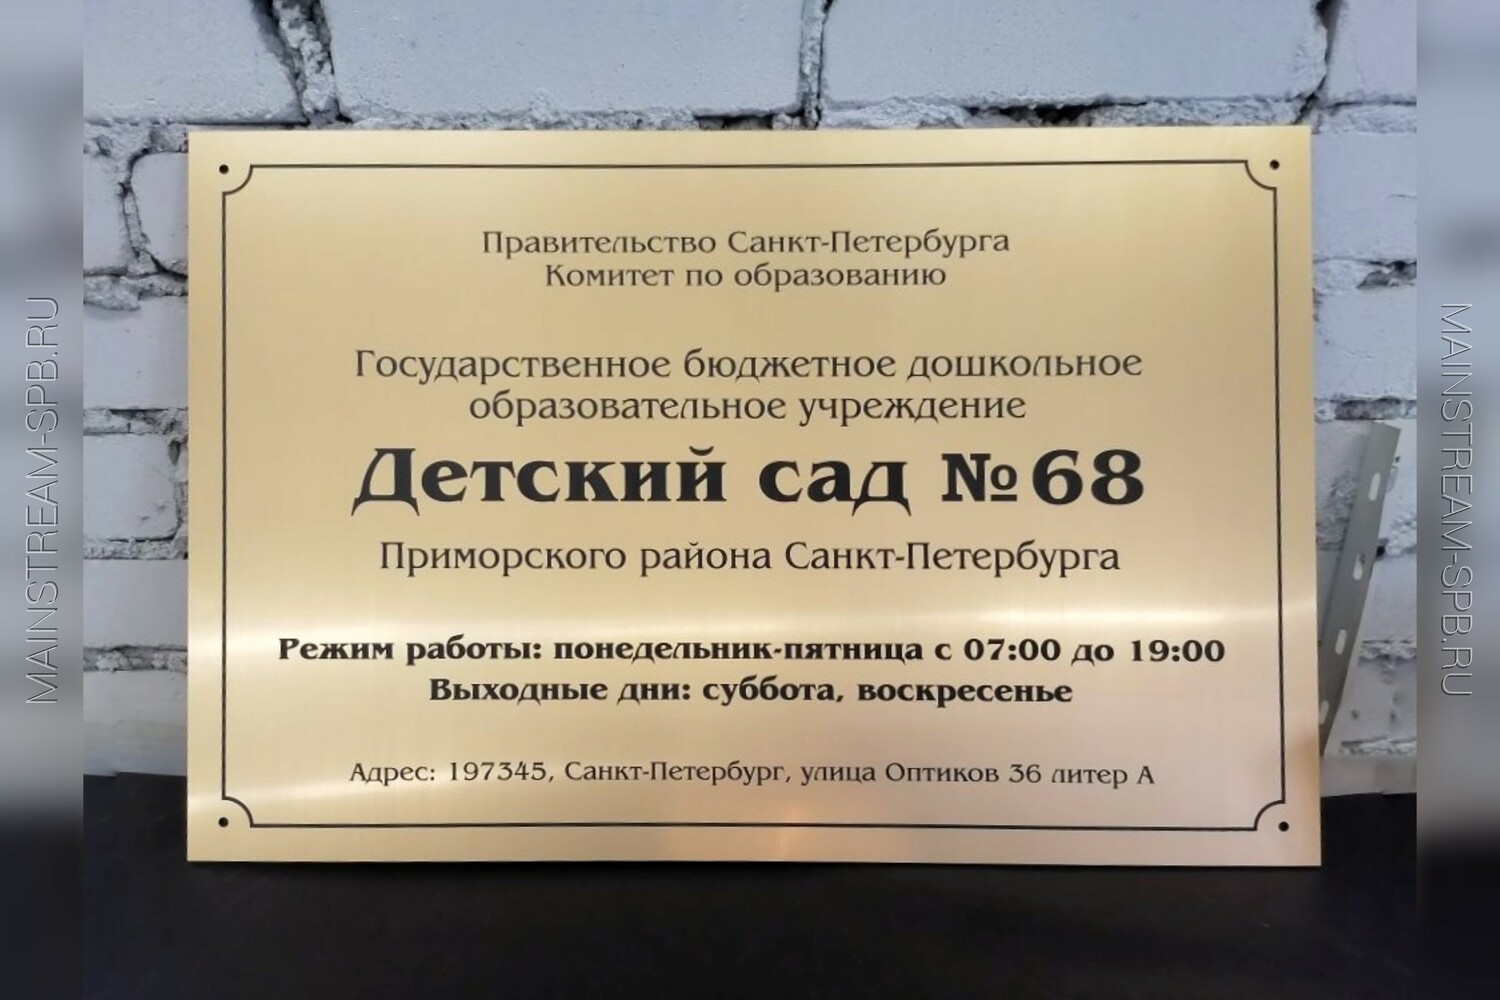 Правительство Санкт-Петербурга
Комитет по образованию
Государственное бюджетное дошкольное
образовательное учреждение
Детский сад №68
Приморского района Санкт-Петербурга
Режим работы: понедельник-пятница с 07:00 до 19:00
Выходные дни: суббота, воскресенье
Адрес: 197345, Санкт-Петербург, улица Оптиков 36 литер А
MAINSTREAM-SPB.RU
MAINSTREAM-SPB.RU